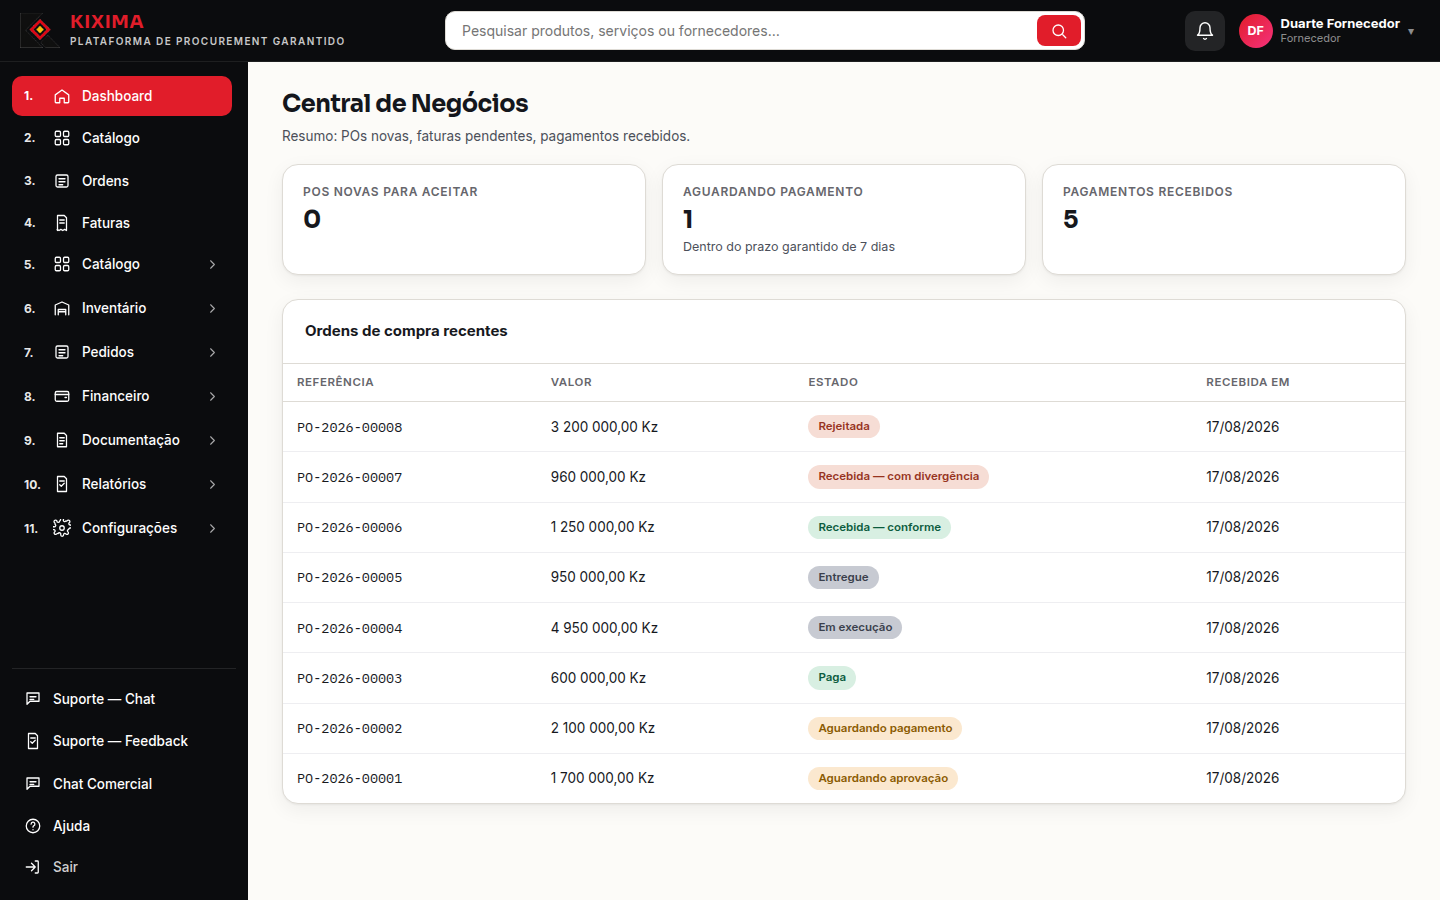 KIXIMA
PLATAFORMA DE PROCUREMENT GARANTIDO
Pesquisar produtos, serviços ou fornecedores...
DF
Duarte Fornecedor
Fornecedor
1. Dashboard
2. Catálogo
3. Ordens
4. Faturas
5. Catálogo
6. Inventário
7. Pedidos
8. Financeiro
9. Documentação
10. Relatórios
11. Configurações
Suporte — Chat
Suporte — Feedback
Chat Comercial
Ajuda
Sair
Central de Negócios
Resumo: POs novas, faturas pendentes, pagamentos recebidos.
POS NOVAS PARA ACEITAR
0
AGUARDANDO PAGAMENTO
1
Dentro do prazo garantido de 7 dias
PAGAMENTOS RECEBIDOS
5
Ordens de compra recentes
REFERÊNCIA VALOR ESTADO RECEBIDA EM
PO-2026-00008 3 200 000,00 Kz Rejeitada 17/08/2026
PO-2026-00007 960 000,00 Kz Recebida — com divergência 17/08/2026
PO-2026-00006 1 250 000,00 Kz Recebida — conforme 17/08/2026
PO-2026-00005 950 000,00 Kz Entregue 17/08/2026
PO-2026-00004 4 950 000,00 Kz Em execução 17/08/2026
PO-2026-00003 600 000,00 Kz Paga 17/08/2026
PO-2026-00002 2 100 000,00 Kz Aguardando pagamento 17/08/2026
PO-2026-00001 1 700 000,00 Kz Aguardando aprovação 17/08/2026